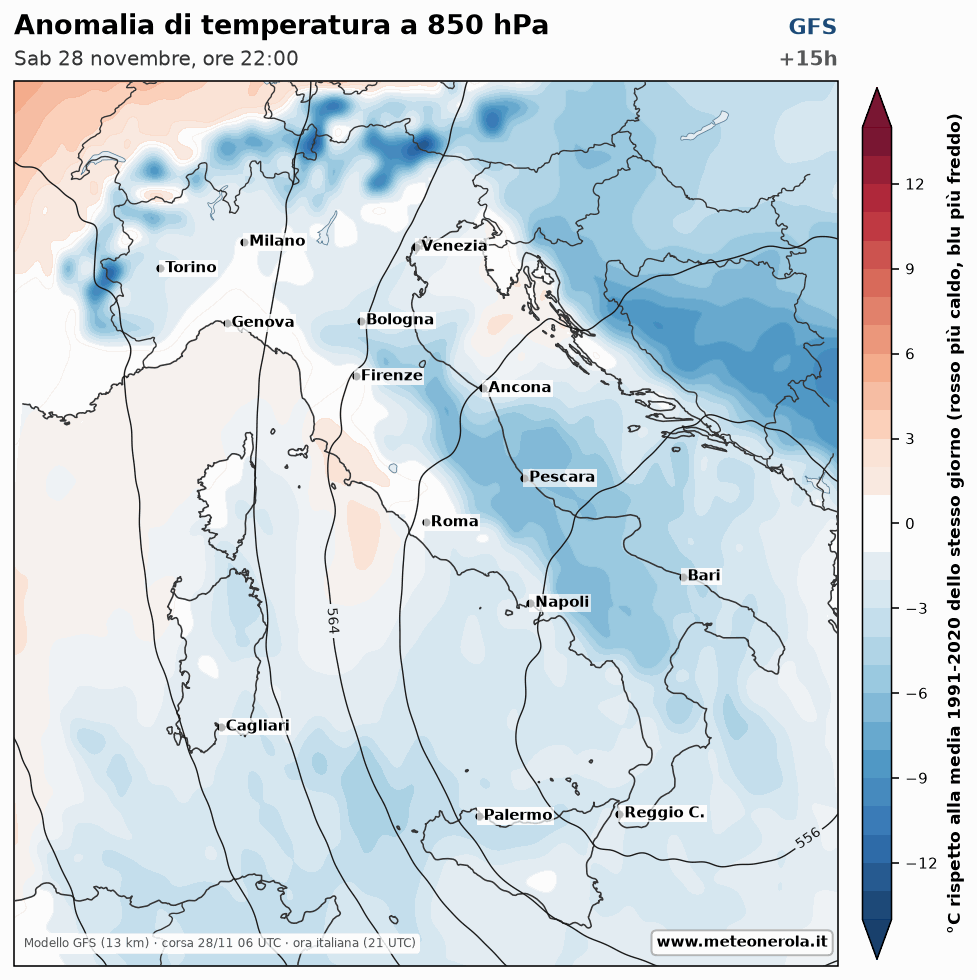 Anomalia di temperatura a 850 hPa
GFS
Sab 28 novembre, ore 22:00
+15h
Milano
Venezia
Torino
Genova
Bologna
Firenze
Ancona
Pescara
Roma
Bari
Napoli
564
Cagliari
Palermo
Reggio C.
556
Modello GFS (13 km) · corsa 28/11 06 UTC · ora italiana (21 UTC)
www.meteonerola.it
12
9
6
3
0
−3
−6
−9
−12
°C rispetto alla media 1991-2020 dello stesso giorno (rosso più caldo, blu più freddo)